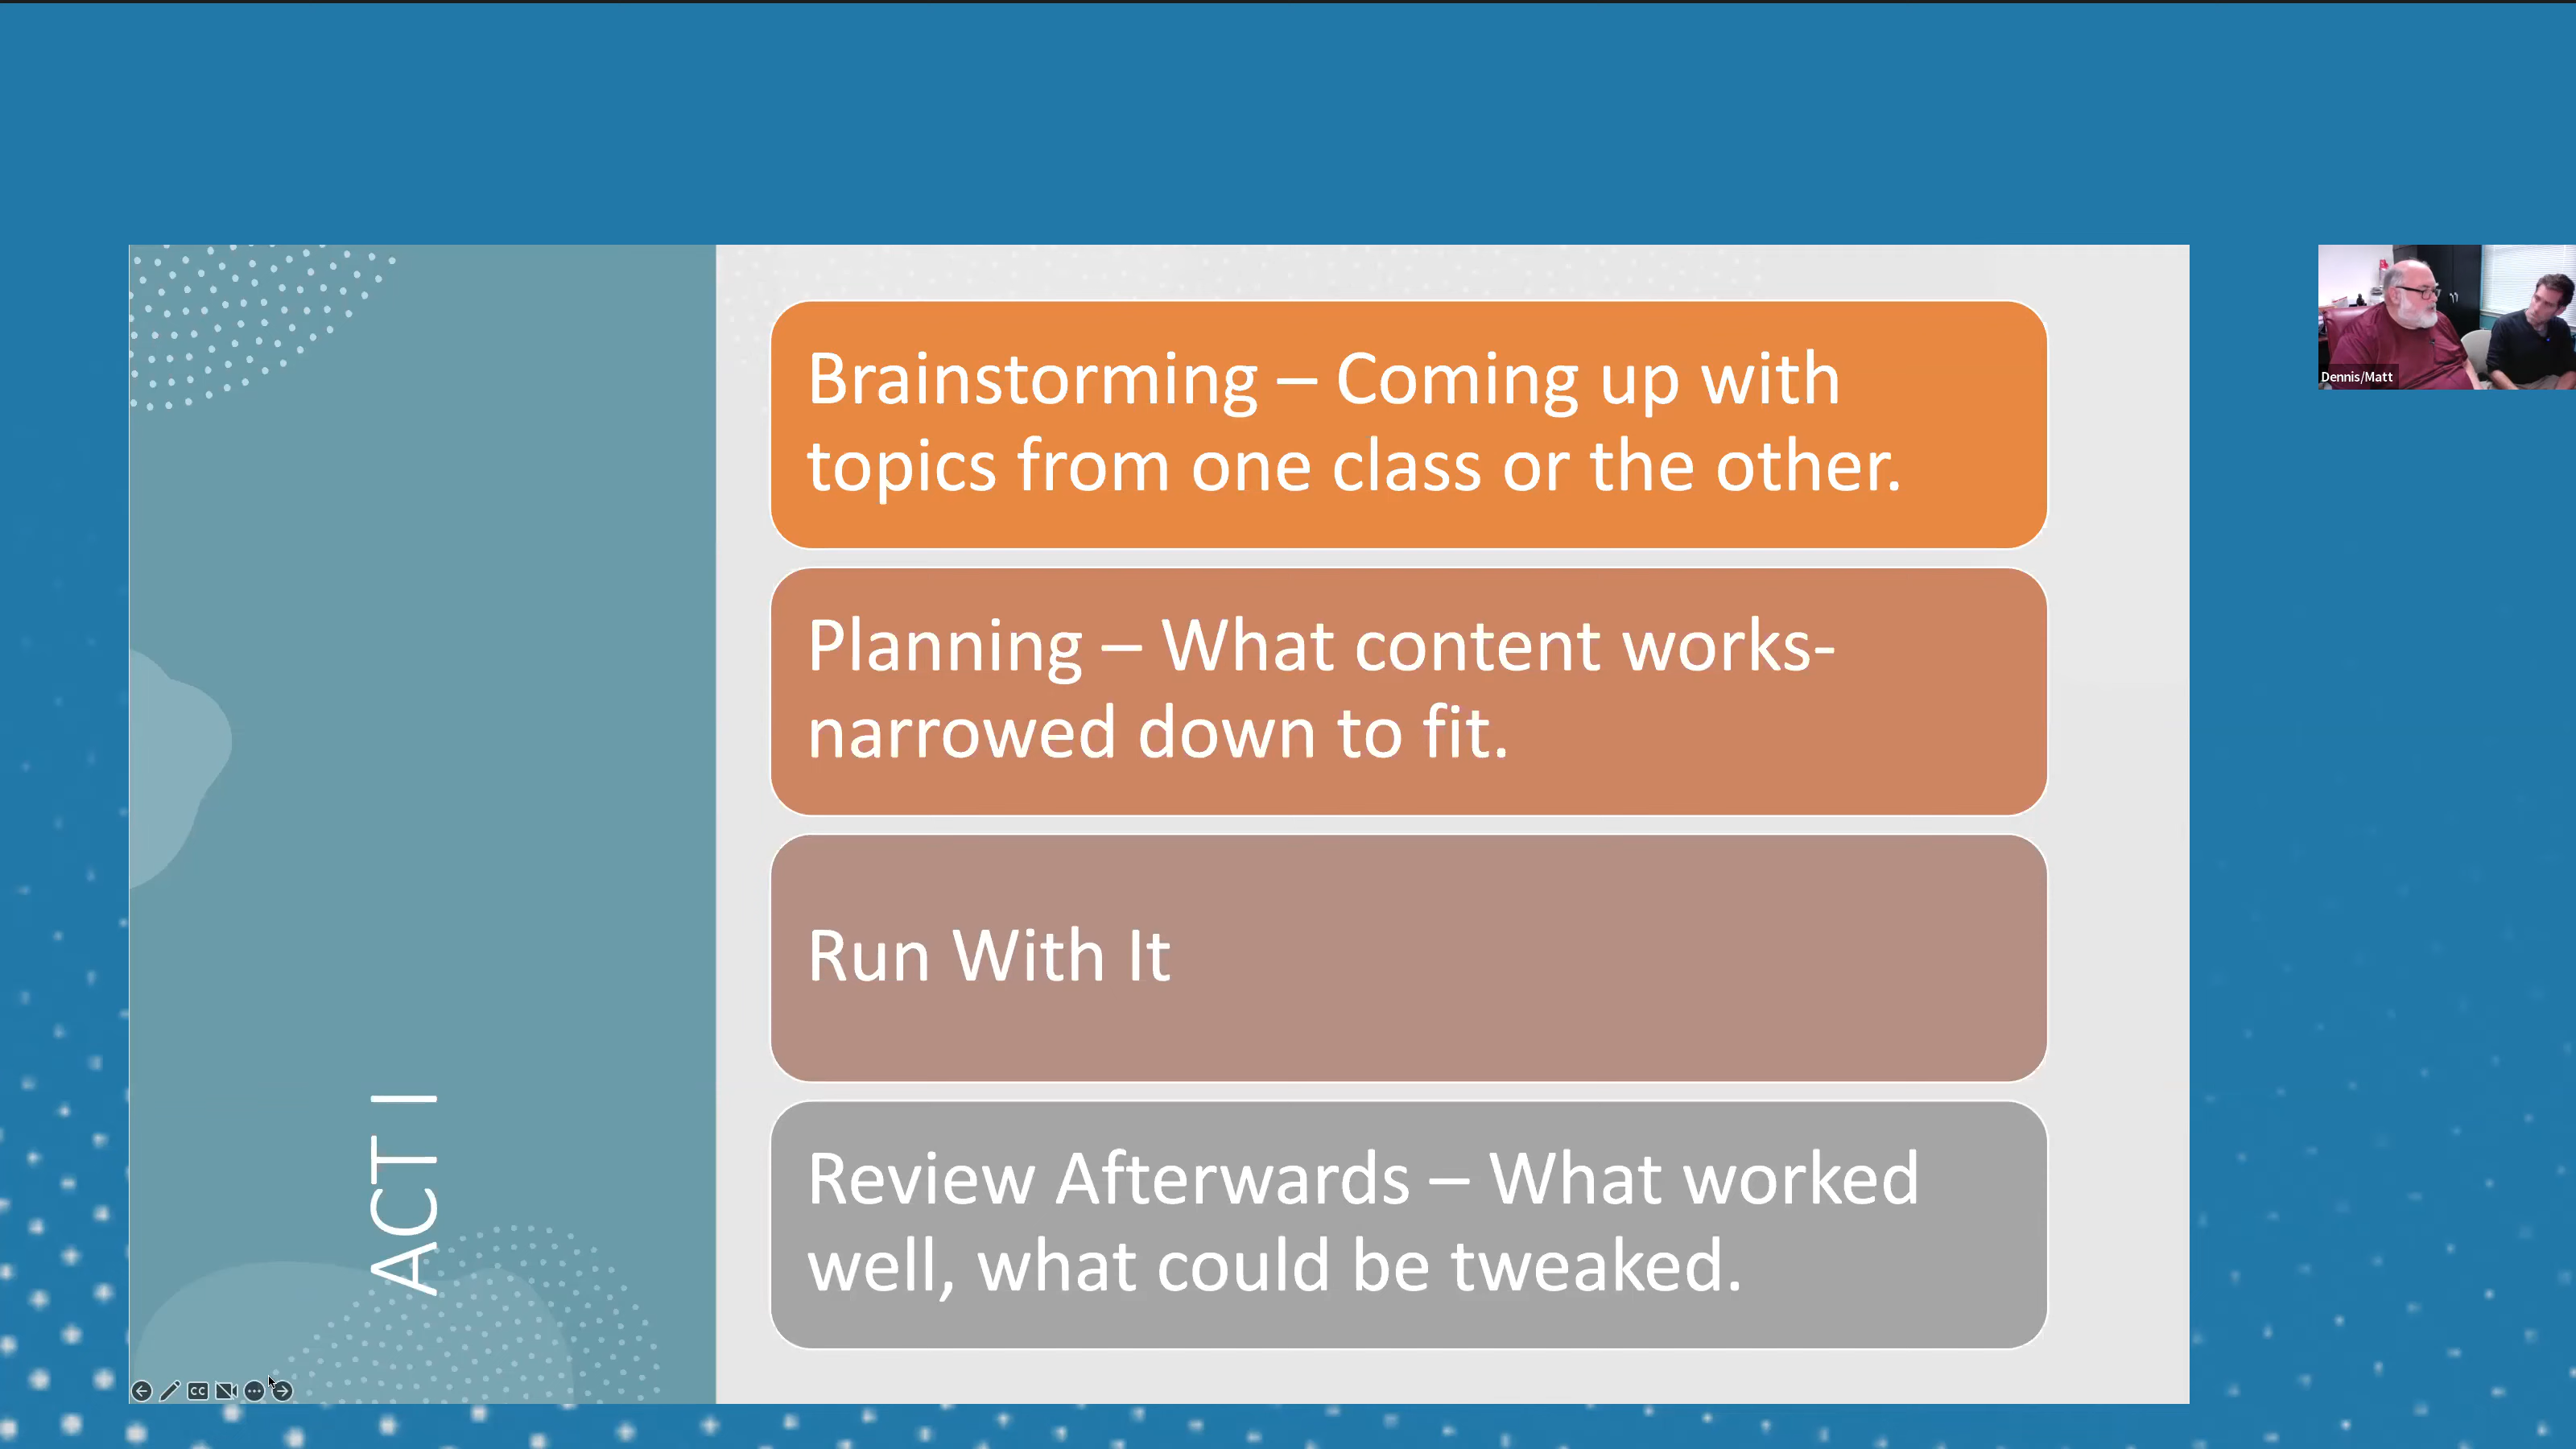 ACT I
Brainstorming – Coming up with
topics from one class or the other.
Planning – What content works-
narrowed down to fit.
Run With It
Review Afterwards – What worked
well, what could be tweaked.
Dennis/Matt
CC